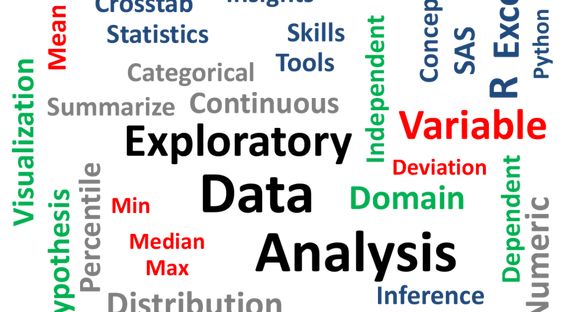 Crosstab
Insights
Mean
Statistics
Skills
Tools
Concep
SAS
R
Exce
Python
Categorical
Independent
Summarize
Continuous
Visualization
Exploratory
Variable
Deviation
Data
Domain
Dependent
Percentile
Min
ypothesis
Numeric
Median
Max
Analysis
Inference
Distribution